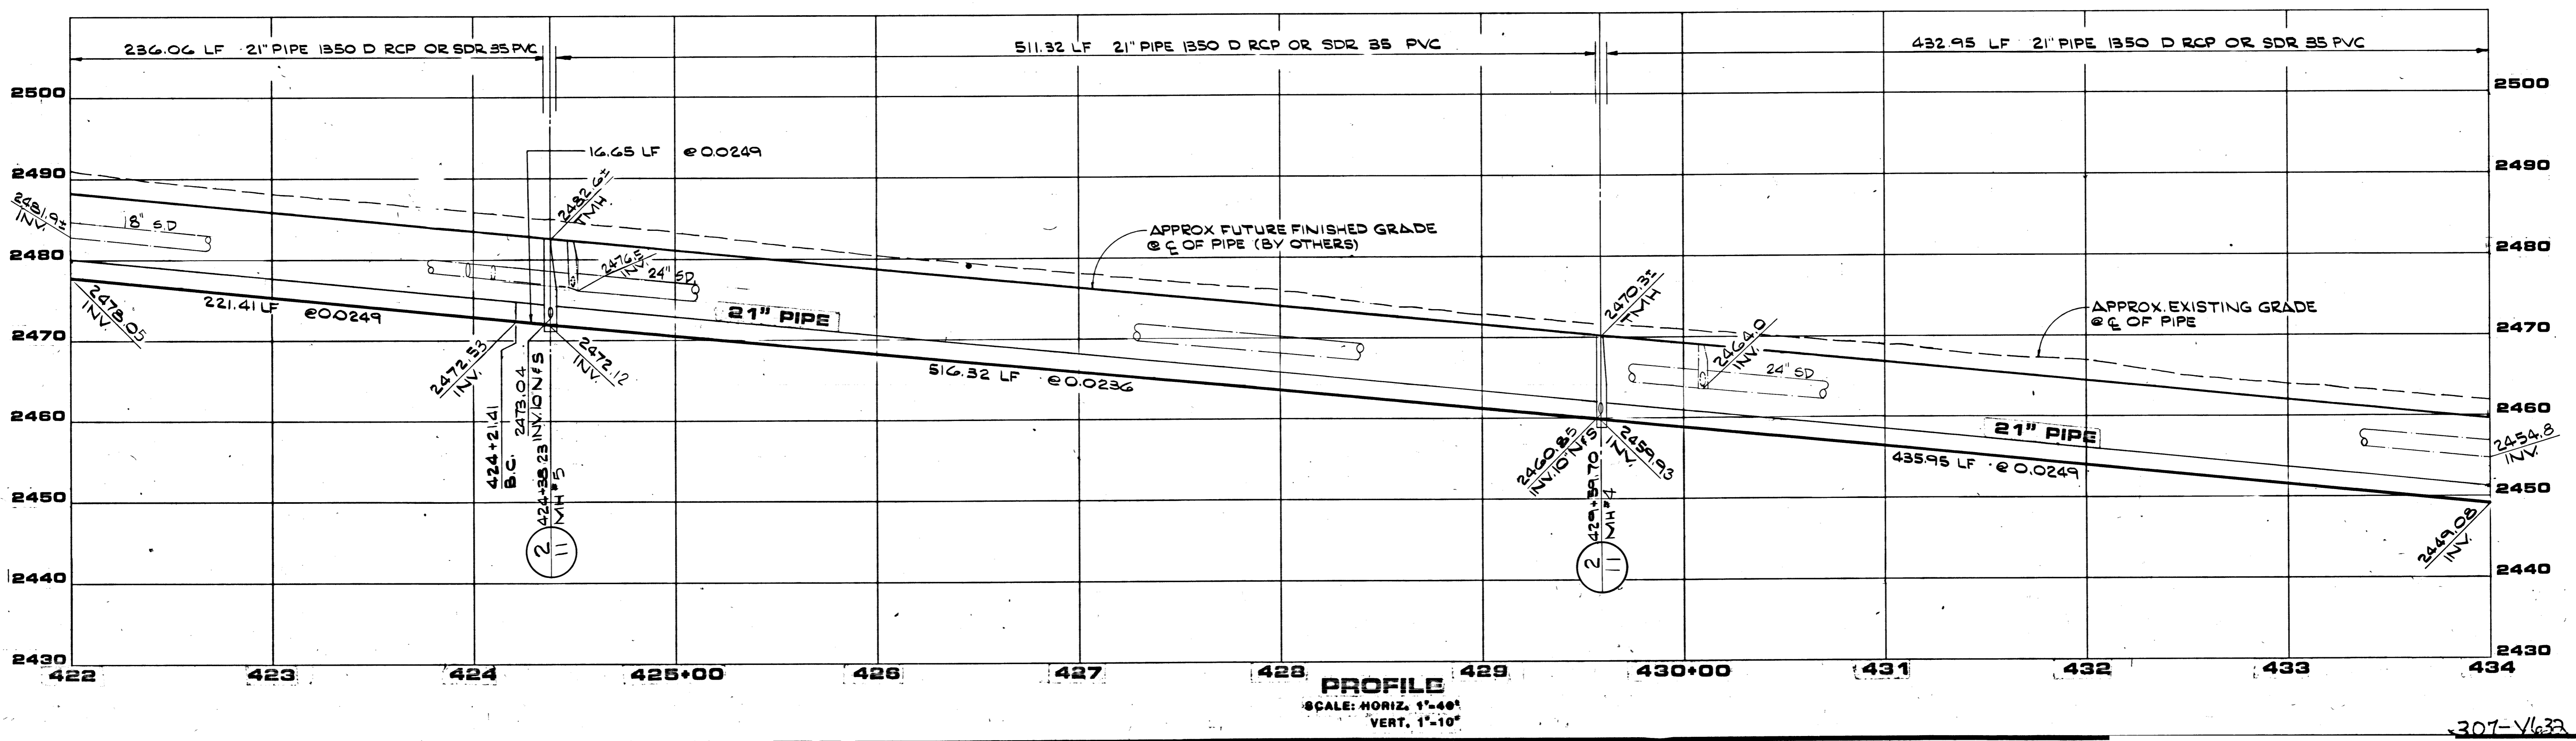 236.06 LF 21" PIPE 1350 D RCP OR SDR 35 PVC
511.32 LF 21" PIPE 1350 D RCP OR SDR 35 PVC
432.95 LF 21" PIPE 1350 D RCP OR SDR 35 PVC
2500
2500
16.65 LF @ 0.0249
2490
2490
2481.9±
INV.
18" S.D
2482.6±
TMH.
APPROX FUTURE FINISHED GRADE
@ ℄ OF PIPE (BY OTHERS)
2480
2480
2476.5
INV.
24" SD
2478.05
INV.
221.41 LF @0.0249
21" PIPE
2470.3±
TMH
APPROX. EXISTING GRADE
@ ℄ OF PIPE
2470
2470
2472.53
INV.
2472.12
INV.
2464.0
INV.
24" SD
516.32 LF @0.0236
2460
2460
424+21.41
B.C.
2473.04
INV. 10" N & S
424+38.23
MH #5
2460.85
INV. 10" N & S
2459.93
INV.
429+59.70
MH #4
21" PIPE
435.95 LF @ 0.0249
2454.8
INV.
2450
2450
2449.08
INV.
2
11
2
11
2440
2440
2430
2430
422 423 424 425+00 426 427 428 429 430+00 431 432 433 434
PROFILE
SCALE: HORIZ. 1"=40'
VERT. 1"=10'
307-V632